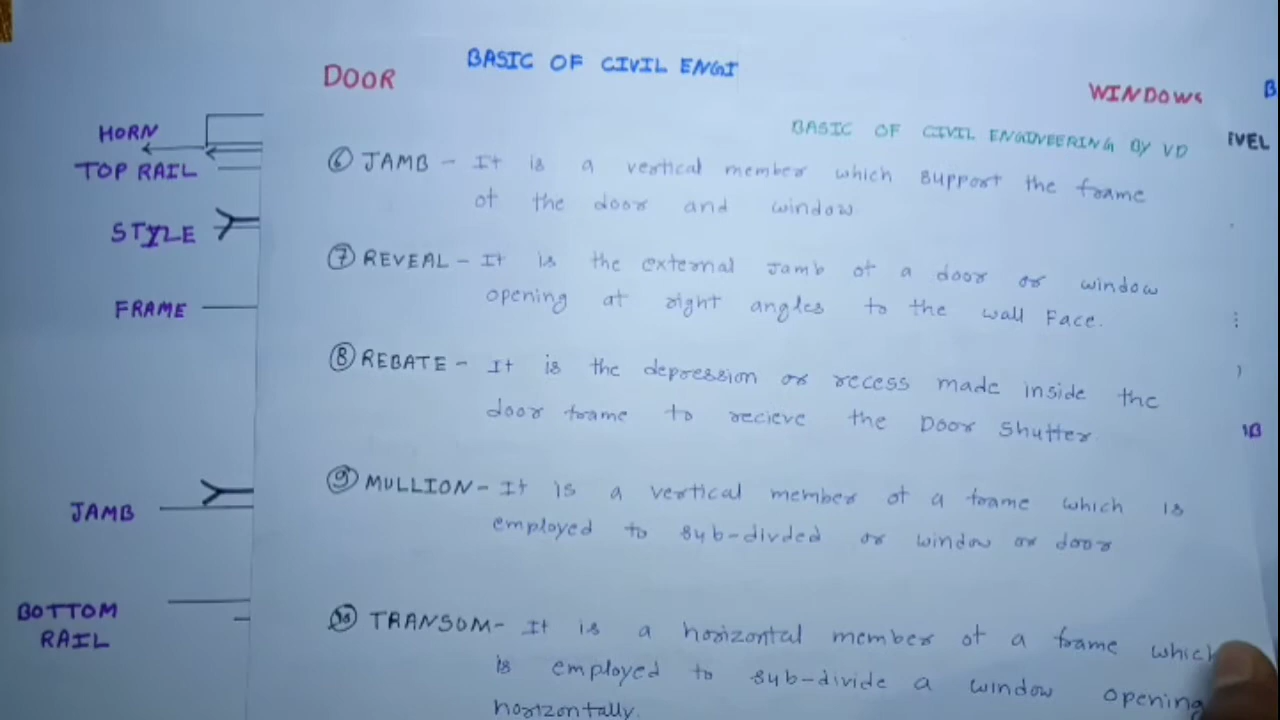 BASIC OF CIVIL ENGI
DOOR
WINDOWS
B
BASIC OF CIVIL ENGINEERING BY VD
IVEL
HORN
TOP RAIL
STYLE
FRAME
JAMB
BOTTOM
RAIL
⑥ JAMB - It is a vertical member which support the frame
of the door and window
⑦ REVEAL - It is the external Jamb of a door or window
opening at right angles to the wall Face.
⑧ REBATE - It is the depression or recess made inside the
door frame to recieve the Door Shutter
⑨ MULLION - It is a vertical member of a frame which is
employed to sub-divded or window or door
⑩ TRANSOM - It is a horizontal member of a frame which
is employed to sub-divide a window opening
horizontally.